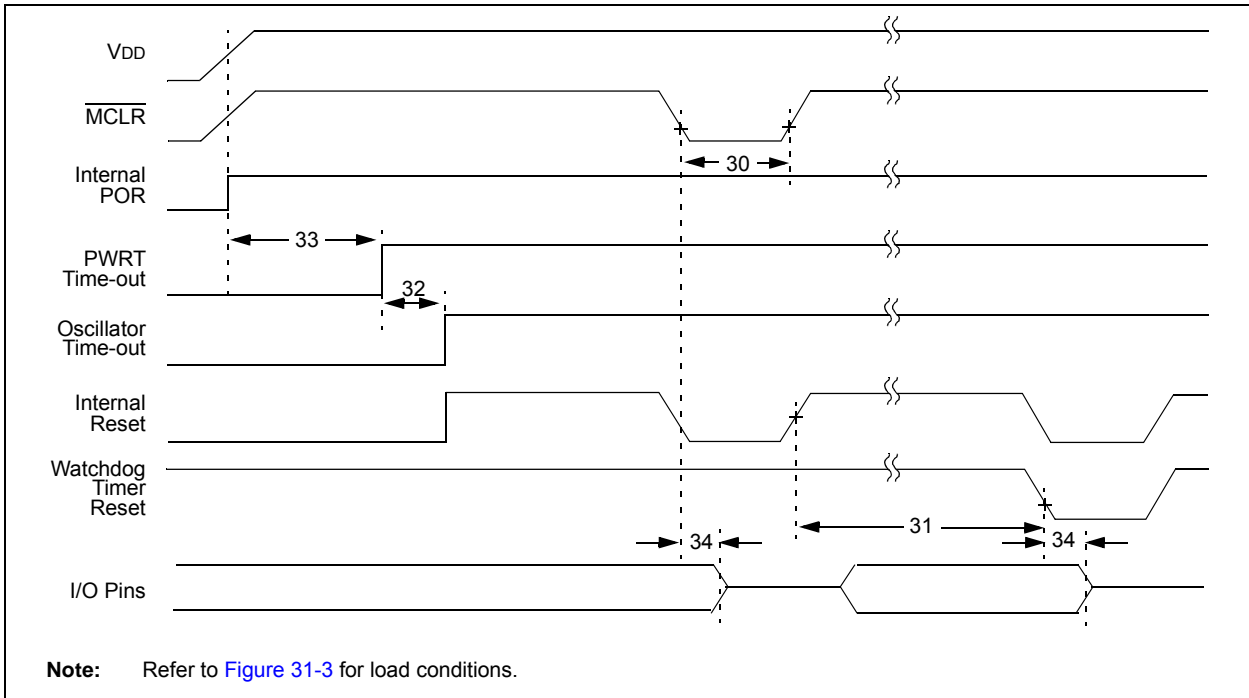 VDD
MCLR
30
Internal
POR
33
PWRT
Time-out
32
Oscillator
Time-out
Internal
Reset
Watchdog
Timer
Reset
31
34
34
I/O Pins
Note: Refer to Figure 31-3 for load conditions.